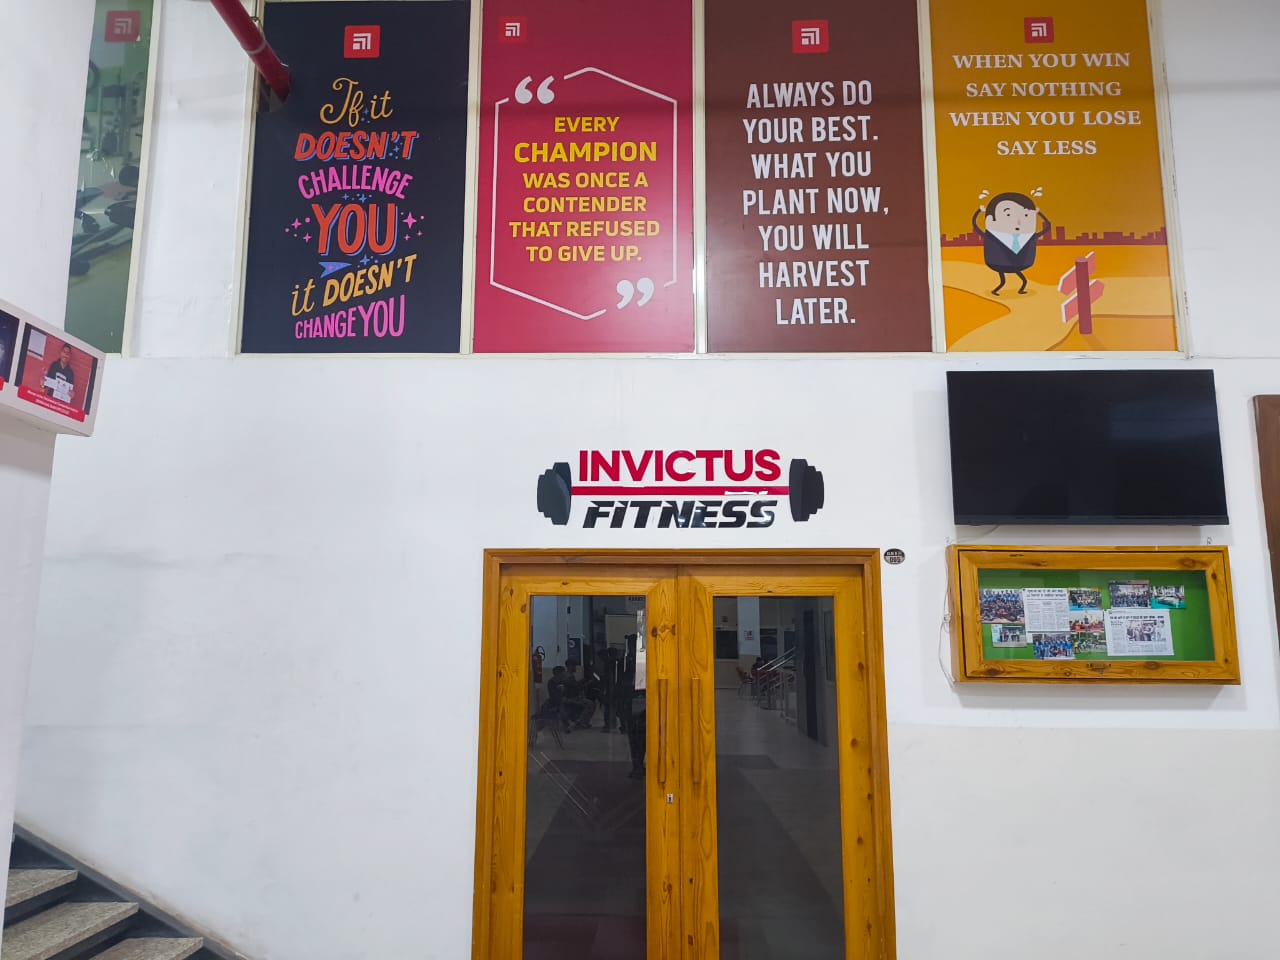 If it
DOESN'T
CHALLENGE
YOU
it DOESN'T
CHANGE YOU
“
EVERY
CHAMPION
WAS ONCE A
CONTENDER
THAT REFUSED
TO GIVE UP.
”
ALWAYS DO
YOUR BEST.
WHAT YOU
PLANT NOW,
YOU WILL
HARVEST
LATER.
WHEN YOU WIN
SAY NOTHING
WHEN YOU LOSE
SAY LESS
INVICTUS
FITNESS